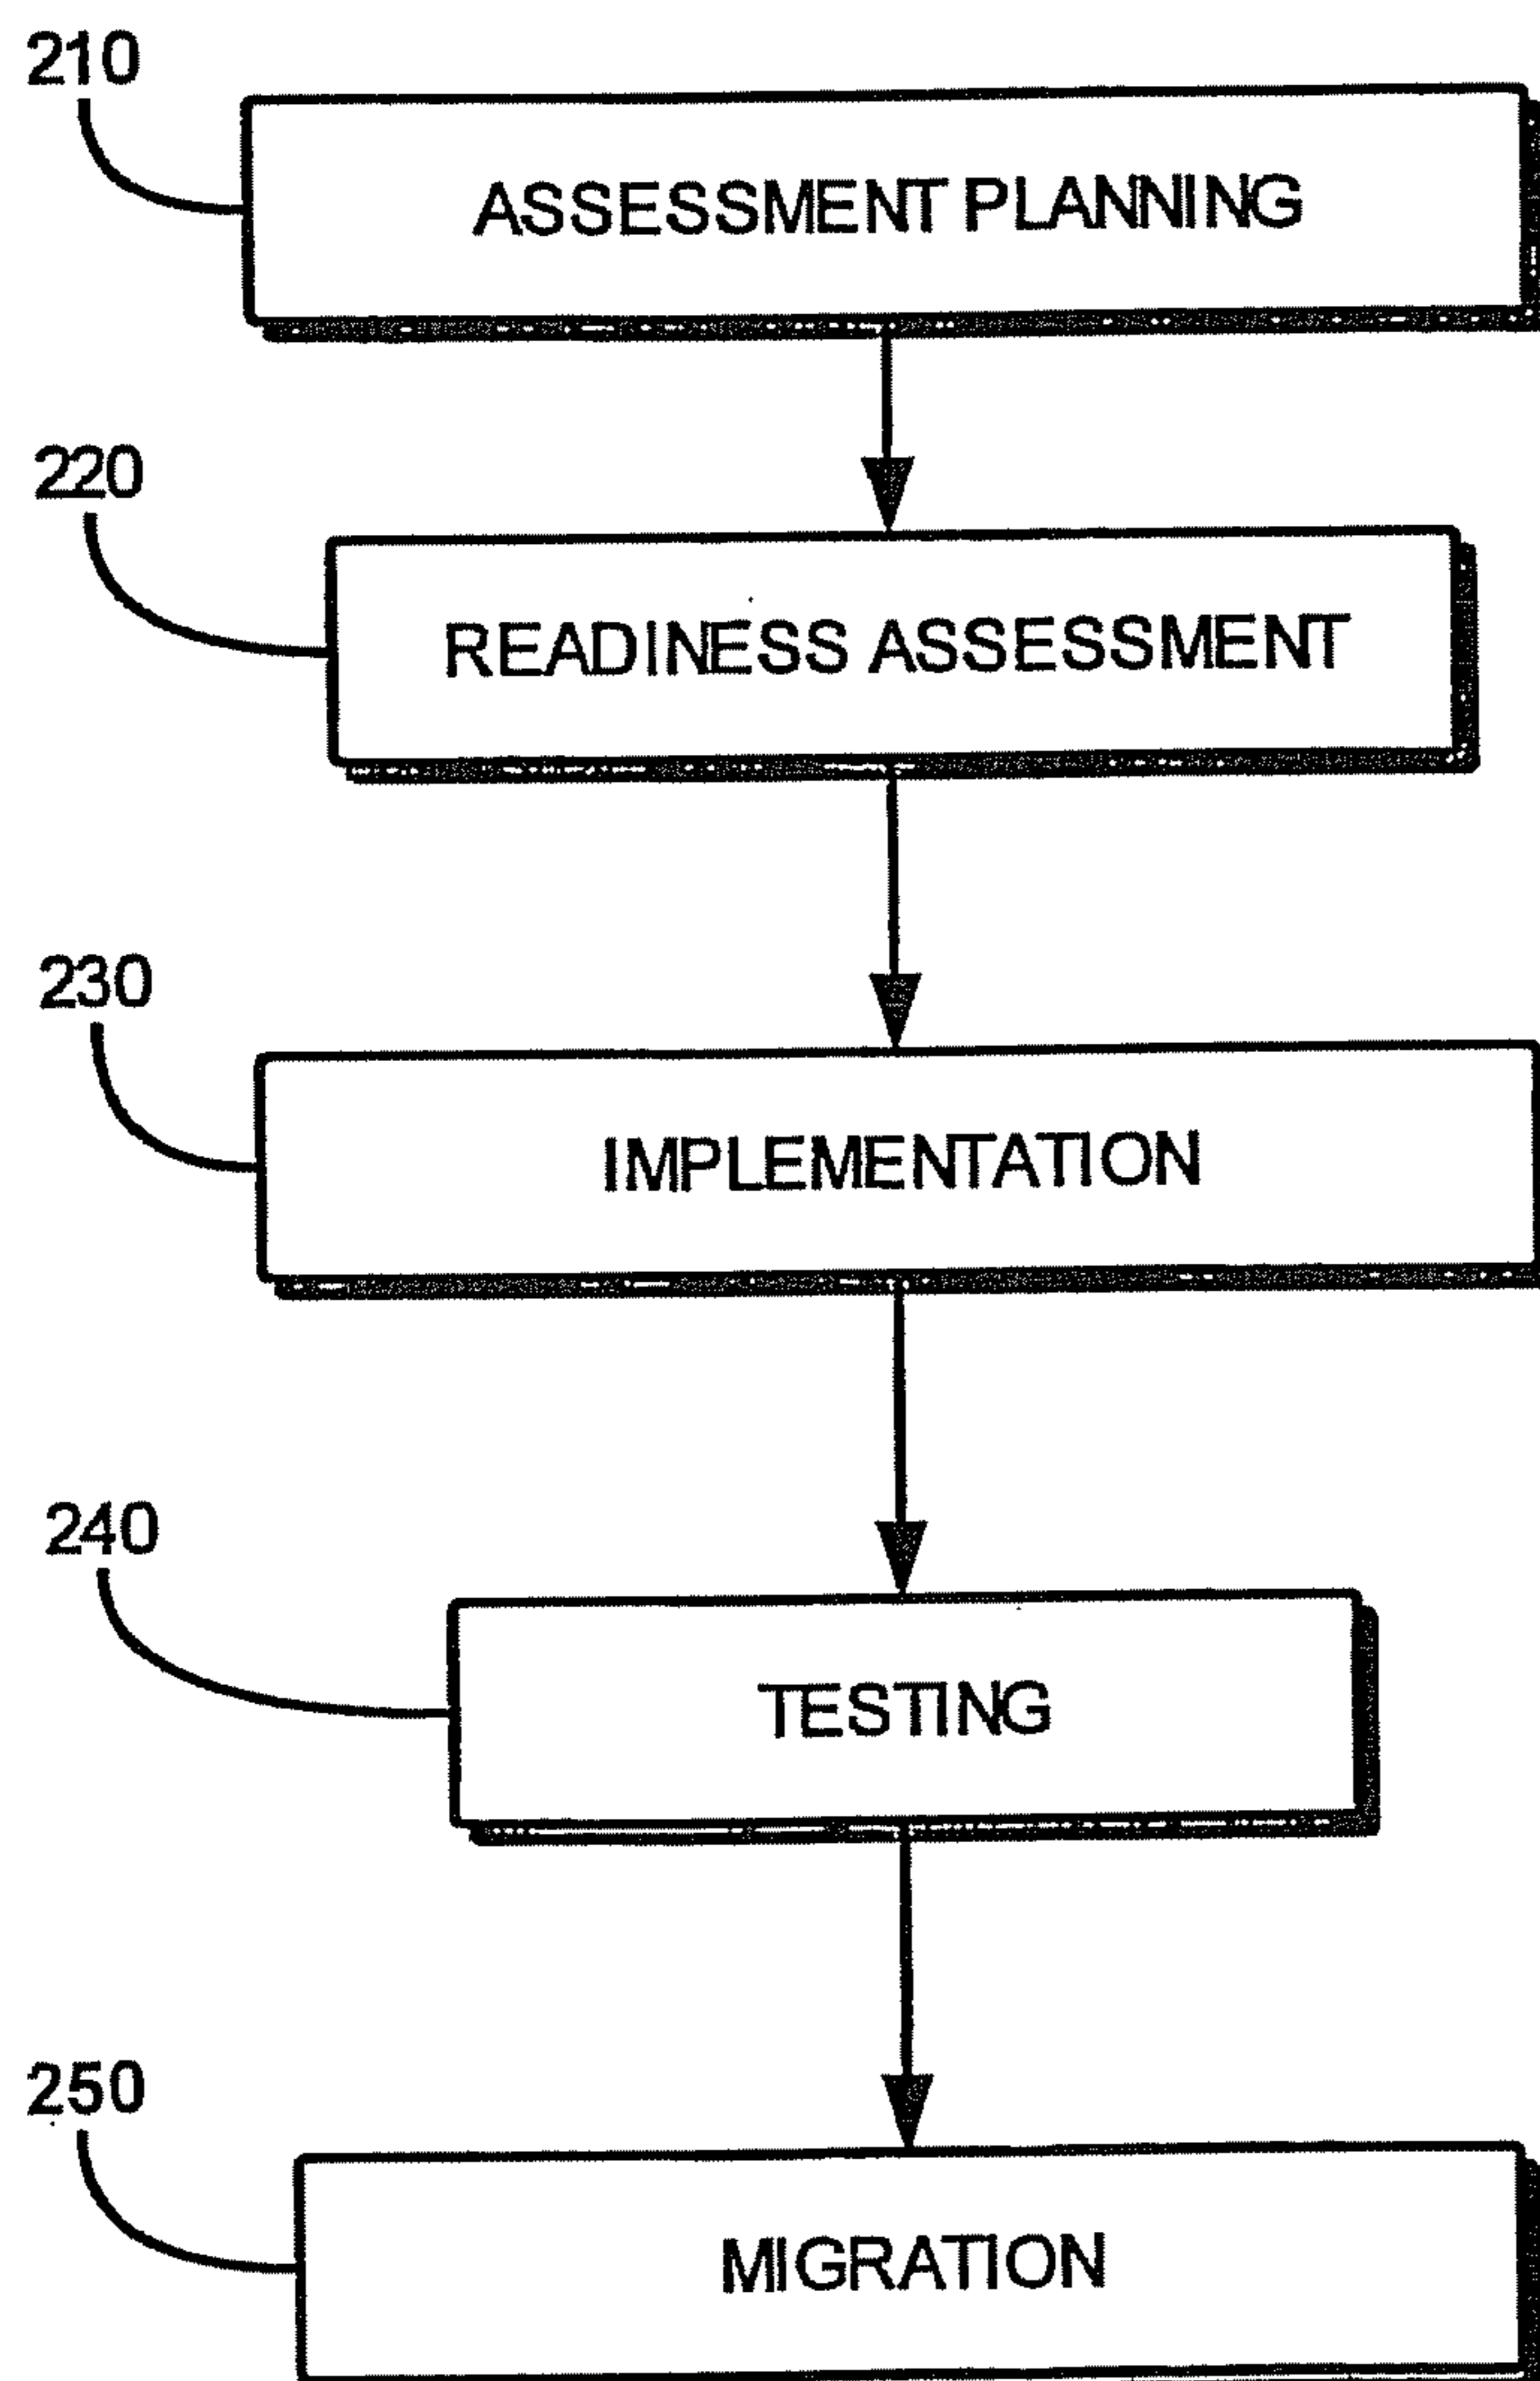 210
ASSESSMENT PLANNING
220
READINESS ASSESSMENT
230
IMPLEMENTATION
240
TESTING
250
MIGRATION